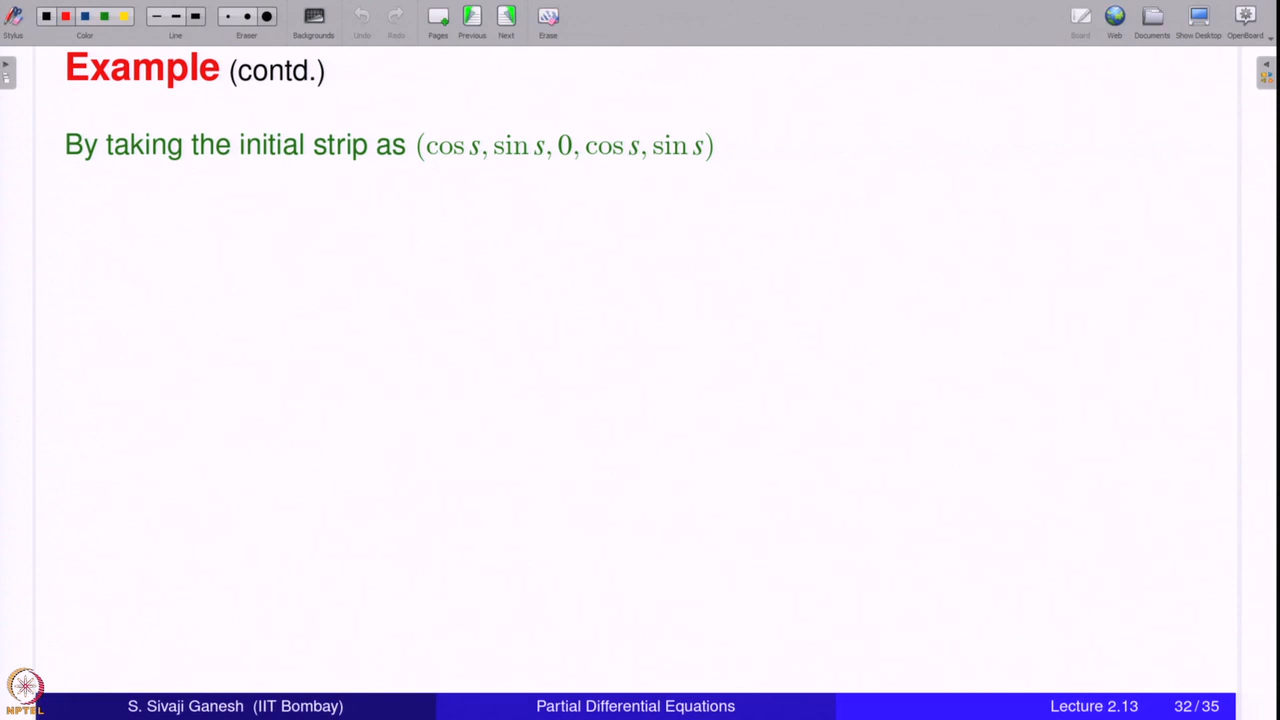 Stylus Color Line Eraser Backgrounds Undo Redo Pages Previous Next Erase Board Web Documents Show Desktop OpenBoard
Example (contd.)
By taking the initial strip as (cos s, sin s, 0, cos s, sin s)
NPTEL
S. Sivaji Ganesh (IIT Bombay) Partial Differential Equations Lecture 2.13 32 / 35